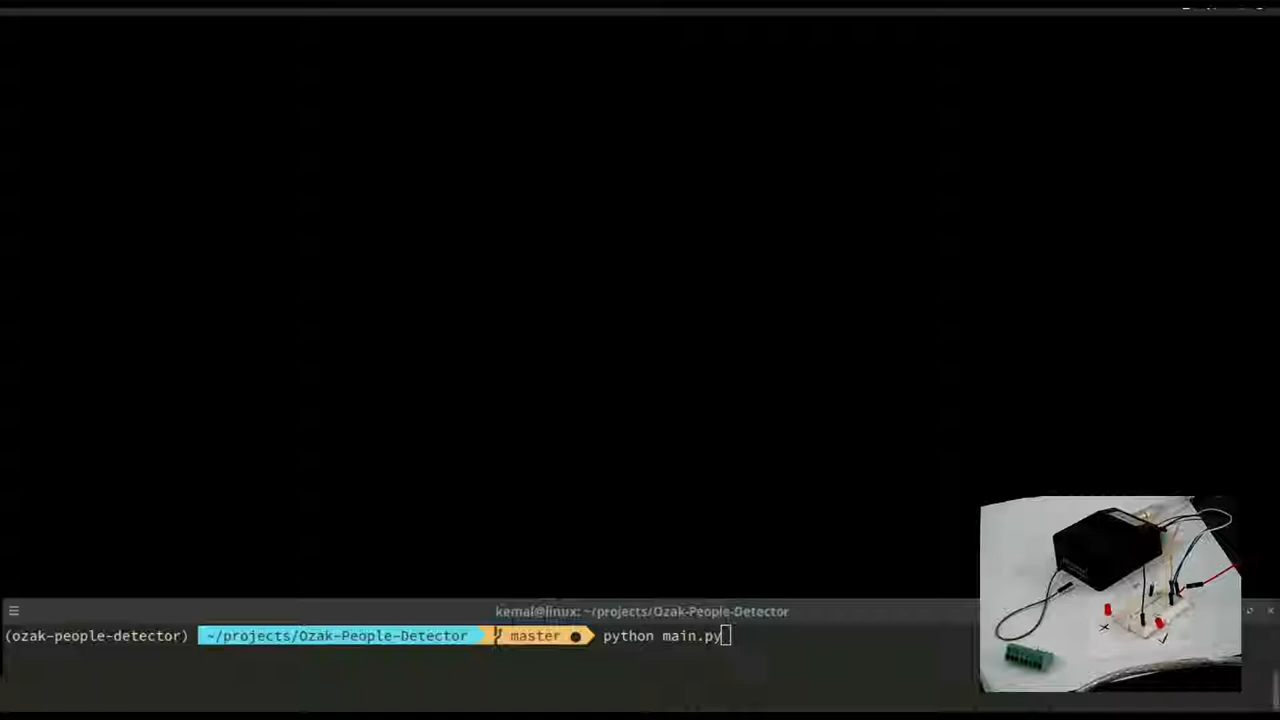 kemal@linux: ~/projects/Ozak-People-Detector
(ozak-people-detector) ~/projects/Ozak-People-Detector master ● python main.py